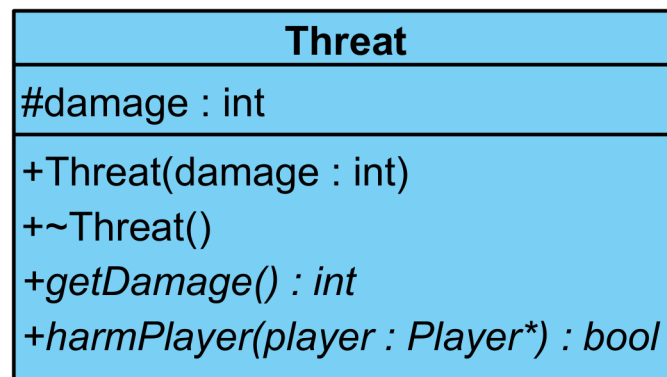 Threat
#damage : int
+Threat(damage : int)
+~Threat()
+getDamage() : int
+harmPlayer(player : Player*) : bool